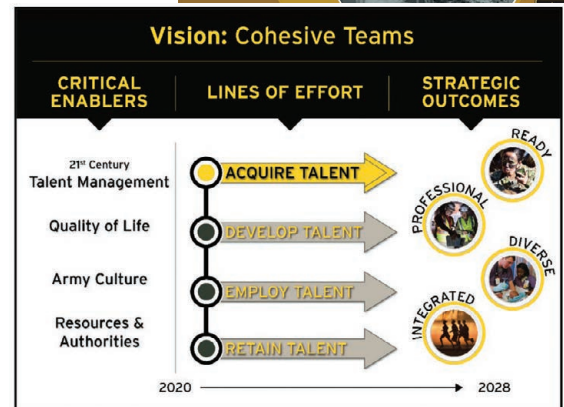 Vision: Cohesive Teams
CRITICAL
ENABLERS
LINES OF EFFORT
STRATEGIC
OUTCOMES
21st Century
Talent Management
Quality of Life
Army Culture
Resources &
Authorities
ACQUIRE TALENT
DEVELOP TALENT
EMPLOY TALENT
RETAIN TALENT
READY
PROFESSIONAL
DIVERSE
INTEGRATED
2020
2028